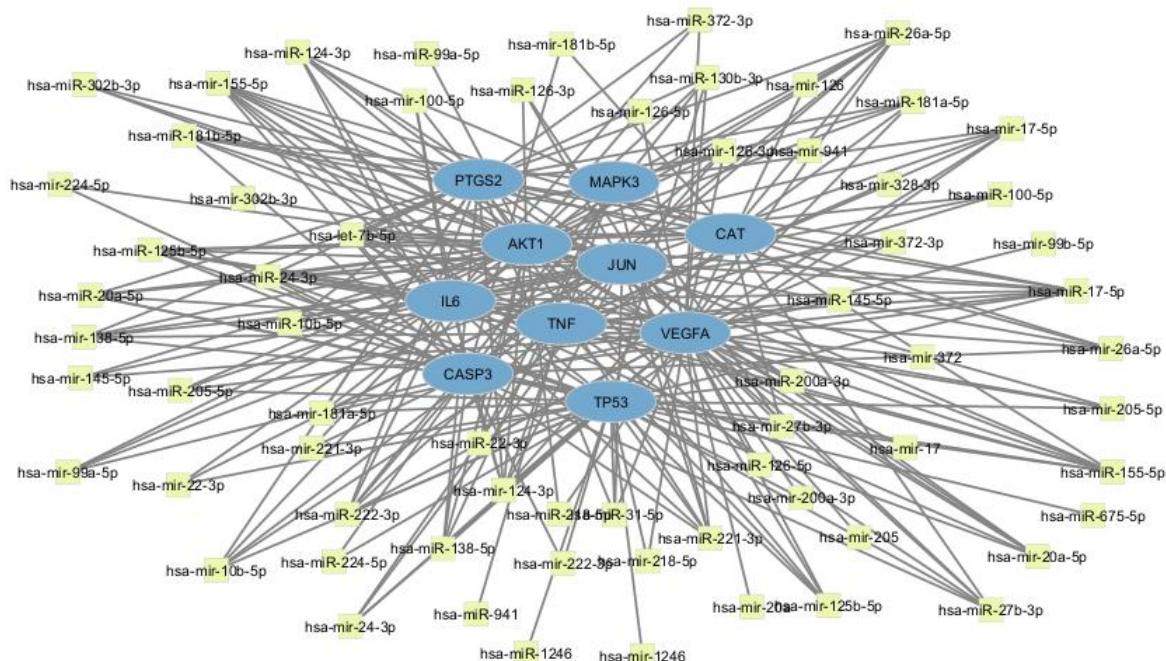 hsa-miR-372-3p
hsa-miR-26a-5p
hsa-mir-181b-5p
hsa-miR-124-3p
hsa-miR-99a-5p
hsa-miR-302b-3p
hsa-mir-155-5p
hsa-miR-130b-3p
hsa-mir-126
hsa-miR-126-3p
hsa-mir-100-5p
hsa-mir-126-5p
hsa-miR-181a-5p
hsa-miR-181b-5p
hsa-mir-17-5p
hsa-mir-126-3p
hsa-mir-941
hsa-mir-224-5p
PTGS2
MAPK3
hsa-mir-328-3p
hsa-miR-100-5p
hsa-mir-302b-3p
hsa-let-7b-5p
CAT
hsa-miR-125b-5p
AKT1
hsa-mir-372-3p
hsa-mir-99b-5p
JUN
hsa-miR-24-3p
hsa-miR-20a-5p
IL6
hsa-mir-145-5p
hsa-miR-17-5p
hsa-miR-10b-5p
TNF
VEGFA
hsa-mir-138-5p
hsa-mir-26a-5p
hsa-mir-372
hsa-miR-145-5p
CASP3
hsa-miR-200a-3p
hsa-miR-205-5p
TP53
hsa-mir-205-5p
hsa-mir-181a-5p
hsa-miR-27b-3p
hsa-mir-221-3p
hsa-miR-22-3p
hsa-mir-17
hsa-mir-99a-5p
hsa-miR-126-5p
hsa-miR-155-5p
hsa-mir-22-3p
hsa-mir-124-3p
hsa-mir-200a-3p
hsa-miR-222-3p
hsa-miR-31-5p
hsa-miR-675-5p
hsa-mir-205
hsa-miR-221-3p
hsa-miR-138-5p
hsa-miR-224-5p
hsa-mir-222-3p
hsa-mir-218-5p
hsa-mir-20a-5p
hsa-mir-10b-5p
hsa-mir-20a
hsa-mir-125b-5p
hsa-miR-27b-3p
hsa-miR-941
hsa-mir-24-3p
hsa-miR-1246
hsa-mir-1246